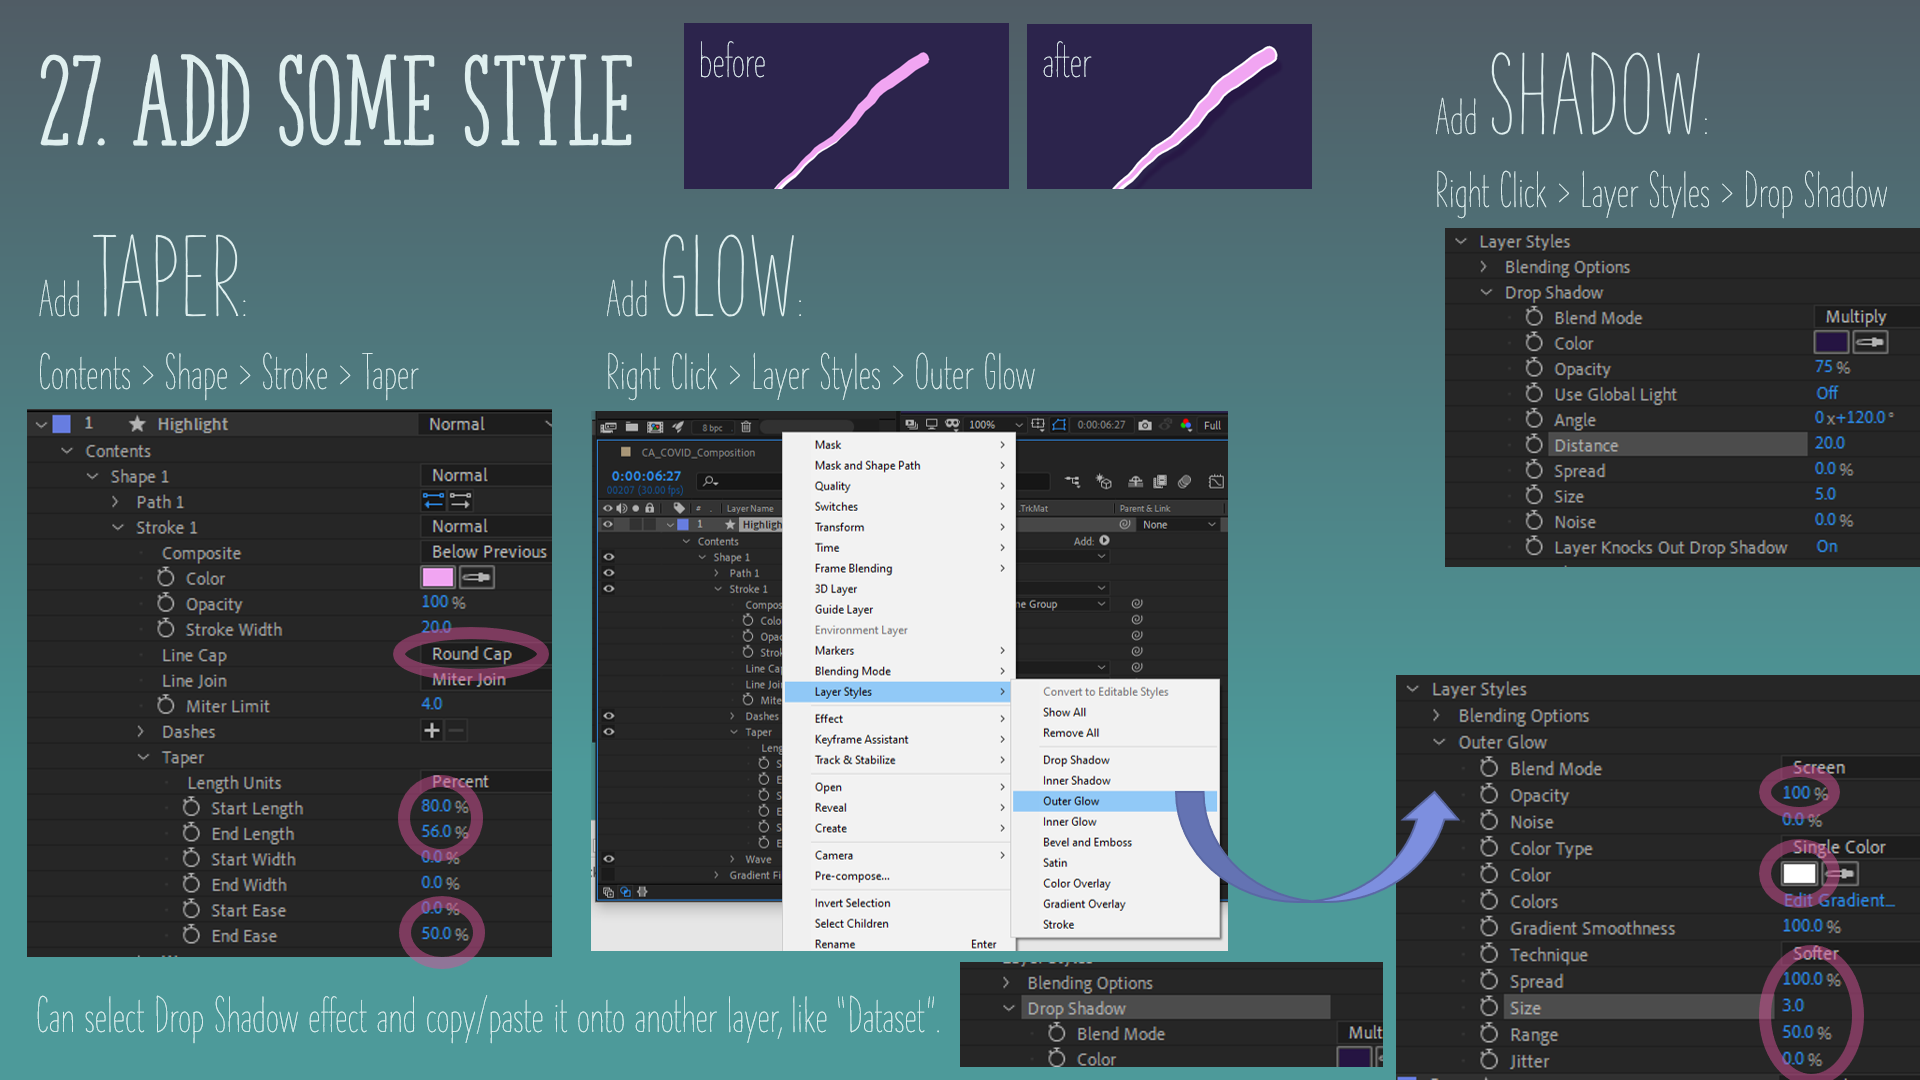 27. ADD SOME STYLE
before
after
Add TAPER:
Contents > Shape > Stroke > Taper
1 Highlight Normal
Contents
Shape 1 Normal
Path 1
Stroke 1 Normal
Composite Below Previous
Color
Opacity 100 %
Stroke Width 20.0
Line Cap Round Cap
Line Join Miter Join
Miter Limit 4.0
Dashes + −
Taper
Length Units Percent
Start Length 80.0 %
End Length 56.0 %
Start Width 0.0 %
End Width 0.0 %
Start Ease 0.0 %
End Ease 50.0 %
Add GLOW:
Right Click > Layer Styles > Outer Glow
8 bpc
100%
0:00:06:27
Full
CA_COVID_Composition
0:00:06:27
00207 (30.00 fps)
# . Layer Name
.TrkMat
Parent & Link
1 Highligh
None
Contents
Add:
Shape 1
Path 1
Stroke 1
Compos
ne Group
Colo
Opac
Strok
Line Ca
Line Joi
Mite
Dashes
Taper
Leng
S
E
S
E
S
E
Wave
Gradient Fi
Mask
Mask and Shape Path
Quality
Switches
Transform
Time
Frame Blending
3D Layer
Guide Layer
Environment Layer
Markers
Blending Mode
Layer Styles
Effect
Keyframe Assistant
Track & Stabilize
Open
Reveal
Create
Camera
Pre-compose...
Invert Selection
Select Children
Rename Enter
Convert to Editable Styles
Show All
Remove All
Drop Shadow
Inner Shadow
Outer Glow
Inner Glow
Bevel and Emboss
Satin
Color Overlay
Gradient Overlay
Stroke
Add SHADOW:
Right Click > Layer Styles > Drop Shadow
Layer Styles
Blending Options
Drop Shadow
Blend Mode Multiply
Color
Opacity 75 %
Use Global Light Off
Angle 0 x+120.0 °
Distance 20.0
Spread 0.0 %
Size 5.0
Noise 0.0 %
Layer Knocks Out Drop Shadow On
Layer Styles
Blending Options
Outer Glow
Blend Mode Screen
Opacity 100 %
Noise 0.0 %
Color Type Single Color
Color
Colors Edit Gradient...
Gradient Smoothness 100.0 %
Technique Softer
Spread 100.0 %
Size 3.0
Range 50.0 %
Jitter 0.0 %
Can select Drop Shadow effect and copy/paste it onto another layer, like "Dataset".
Blending Options
Drop Shadow
Blend Mode Mult
Color